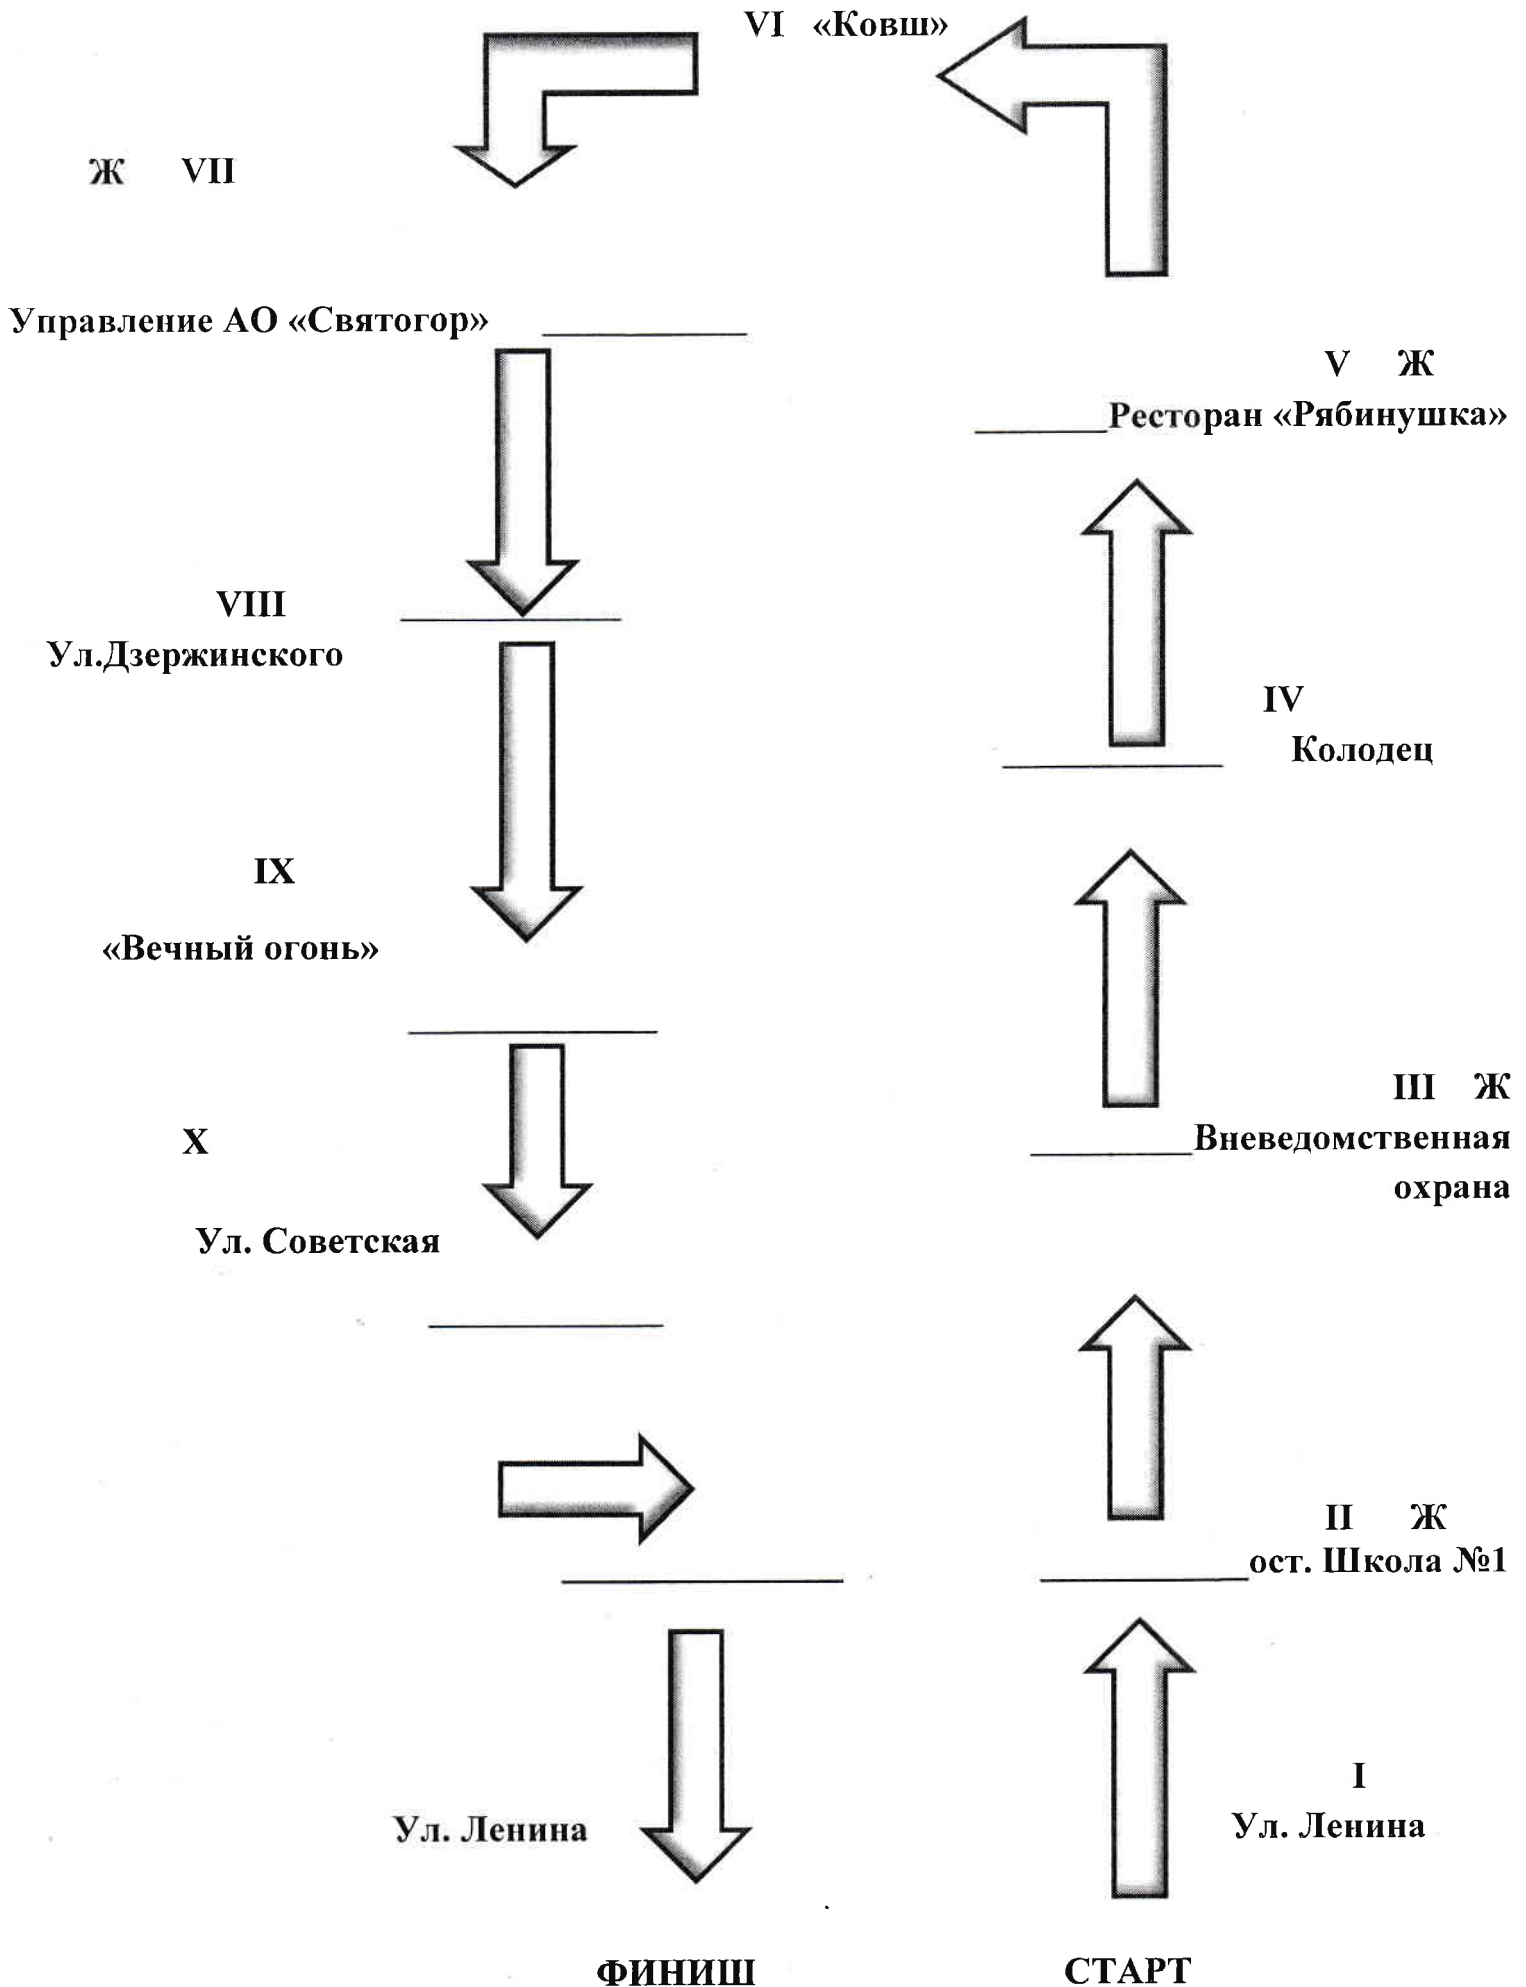 VI «Ковш»
Ж VII
Управление АО «Святогор»
V Ж
Ресторан «Рябинушка»
VIII
Ул.Дзержинского
IV
Колодец
IX
«Вечный огонь»
III Ж
Вневедомственная
охрана
X
Ул. Советская
II Ж
ост. Школа №1
I
Ул. Ленина
Ул. Ленина
ФИНИШ
СТАРТ